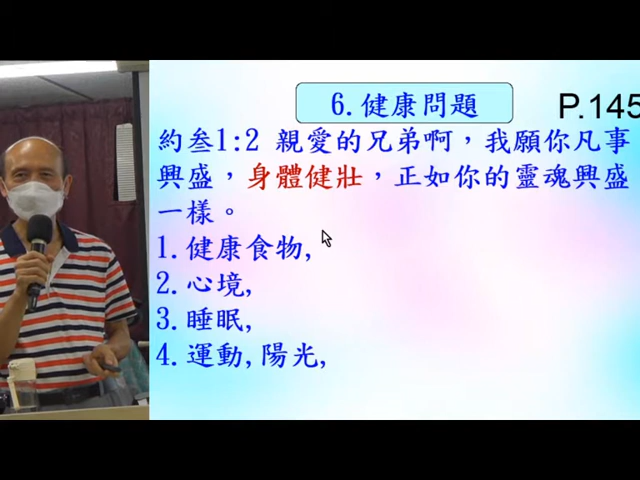 6.健康問題
P.145
約叁1:2 親愛的兄弟啊，我願你凡事
興盛，身體健壯，正如你的靈魂興盛
一樣。
1.健康食物,
2.心境,
3.睡眠,
4.運動,陽光,